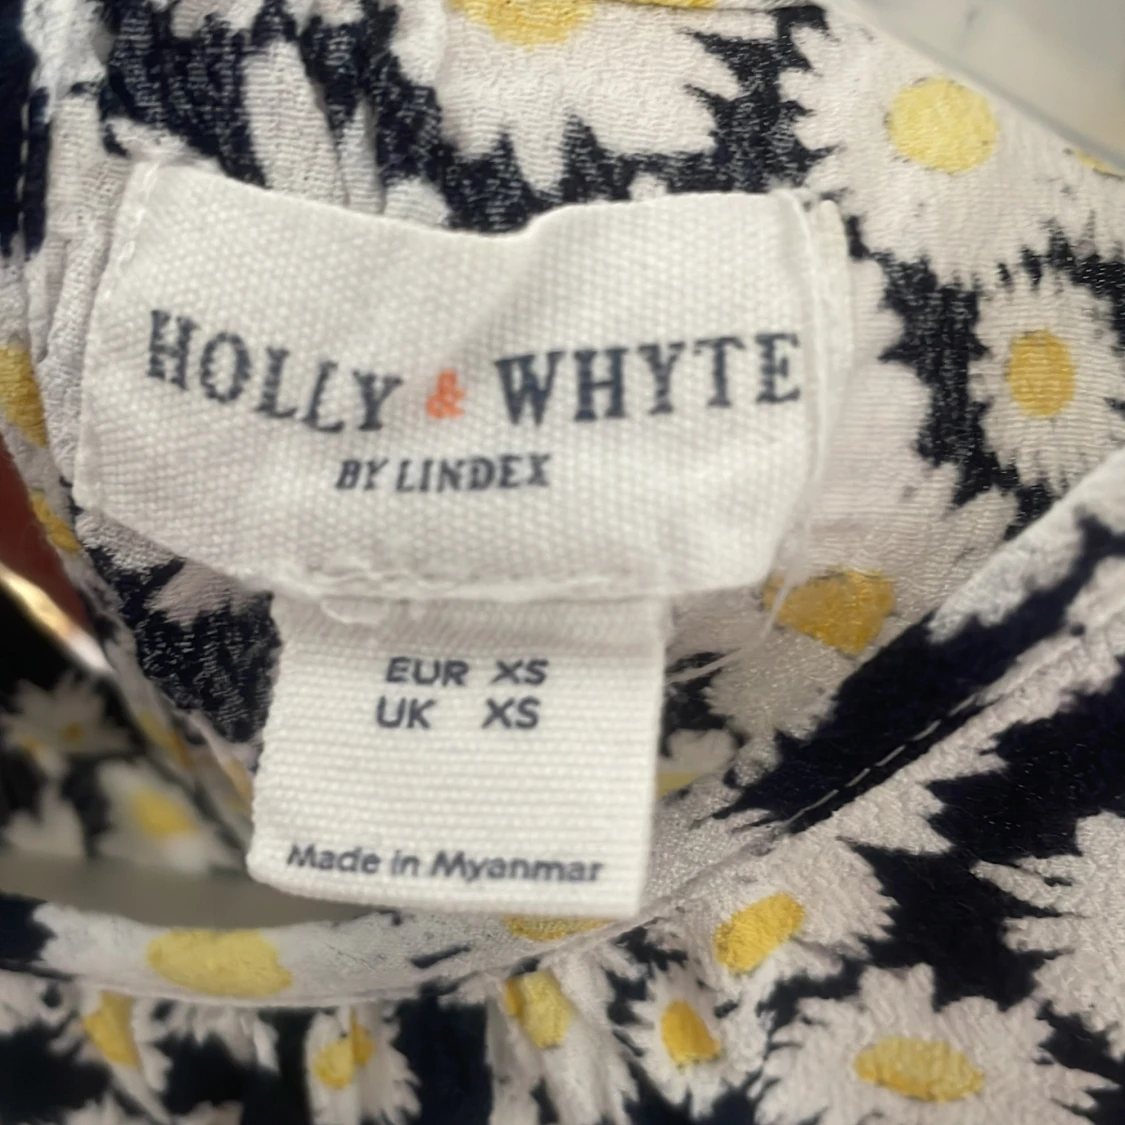 HOLLY & WHYTE
BY LINDEX
EUR XS
UK XS
Made in Myanmar